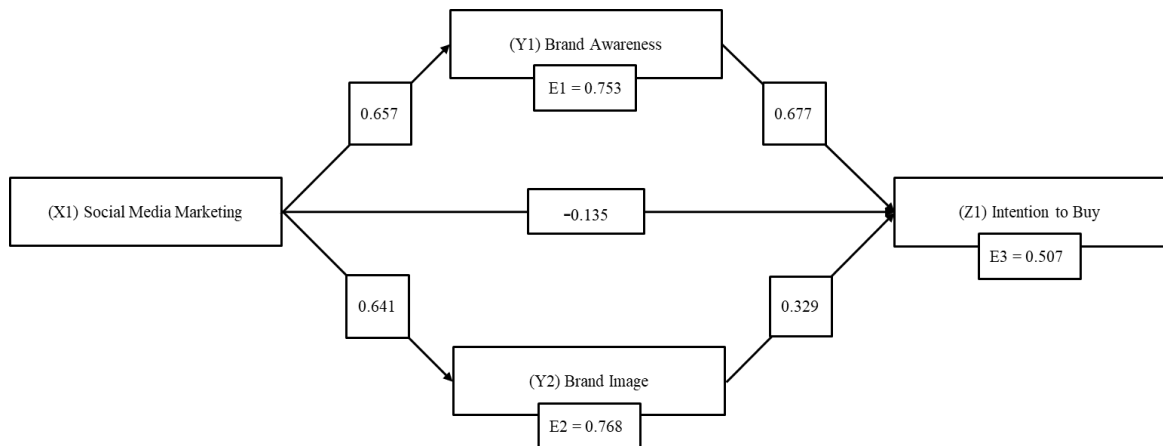 (Y1) Brand Awareness
E1 = 0.753
0.657
0.677
(X1) Social Media Marketing
-0.135
(Z1) Intention to Buy
E3 = 0.507
0.641
0.329
(Y2) Brand Image
E2 = 0.768